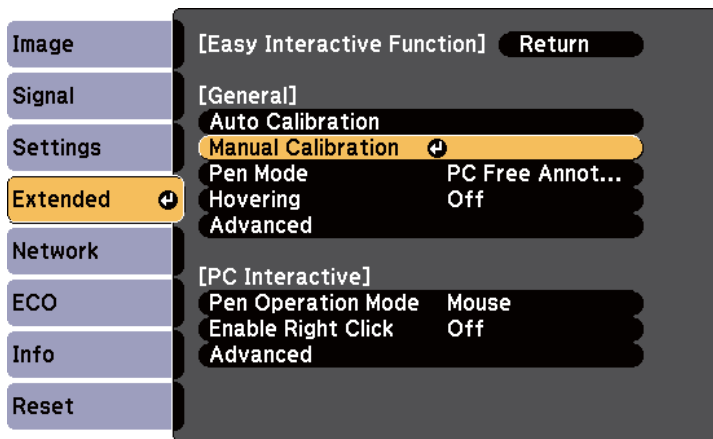 Image
Signal
Settings
Extended
Network
ECO
Info
Reset
[Easy Interactive Function] Return
[General]
Auto Calibration
Manual Calibration
Pen Mode PC Free Annot...
Hovering Off
Advanced
[PC Interactive]
Pen Operation Mode Mouse
Enable Right Click Off
Advanced